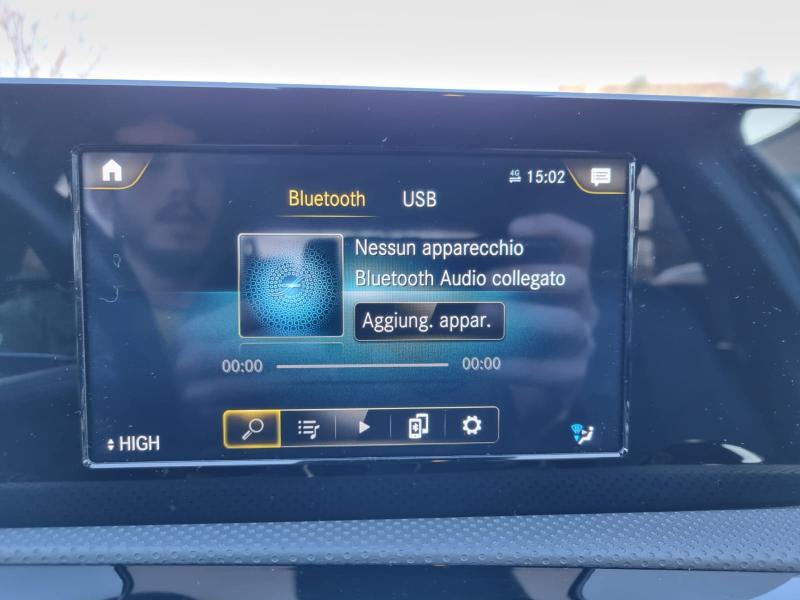 4G 15:02
Bluetooth USB
Nessun apparecchio
Bluetooth Audio collegato
Aggiung. appar.
00:00 00:00
HIGH